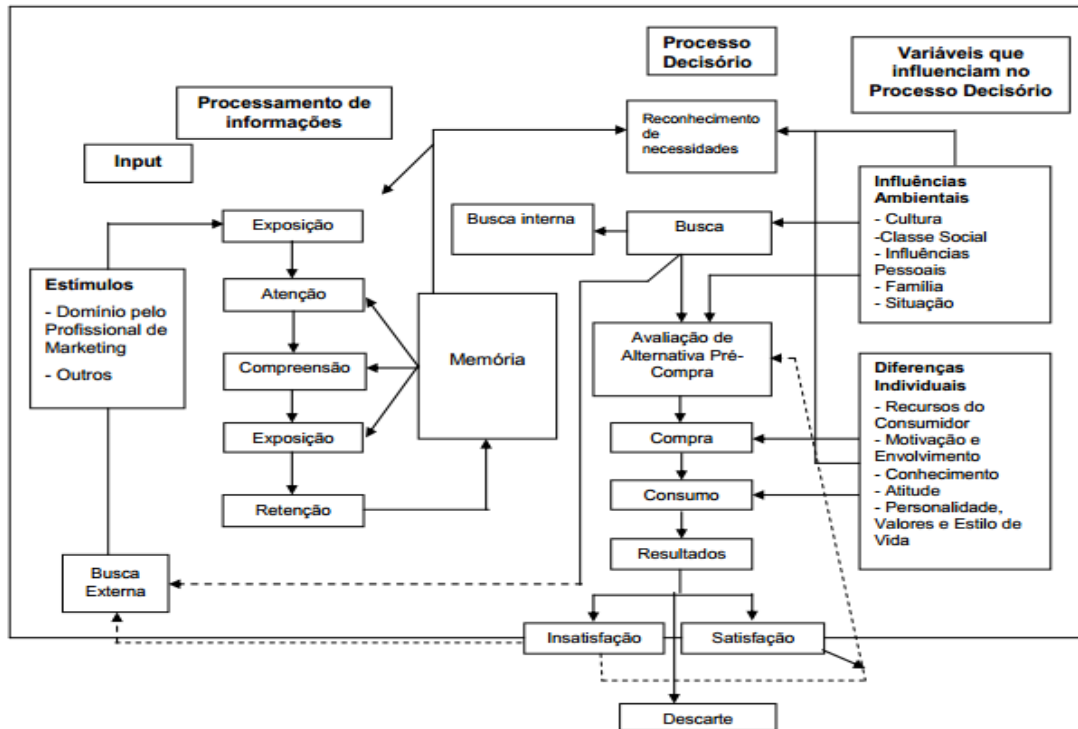 Processo
Decisório
Variáveis que
influenciam no
Processo Decisório
Processamento de
informações
Input
Reconhecimento
de
necessidades
Exposição
Busca interna
Busca
Influências
Ambientais
- Cultura
-Classe Social
- Influências
Pessoais
- Família
- Situação
Estímulos
- Domínio pelo
Profissional de
Marketing
- Outros
Atenção
Compreensão
Exposição
Retenção
Memória
Avaliação de
Alternativa Pré-
Compra
Compra
Consumo
Resultados
Diferenças
Individuais
- Recursos do
Consumidor
- Motivação e
Envolvimento
- Conhecimento
- Atitude
- Personalidade,
Valores e Estilo de
Vida
Busca
Externa
Insatisfação
Satisfação
Descarte